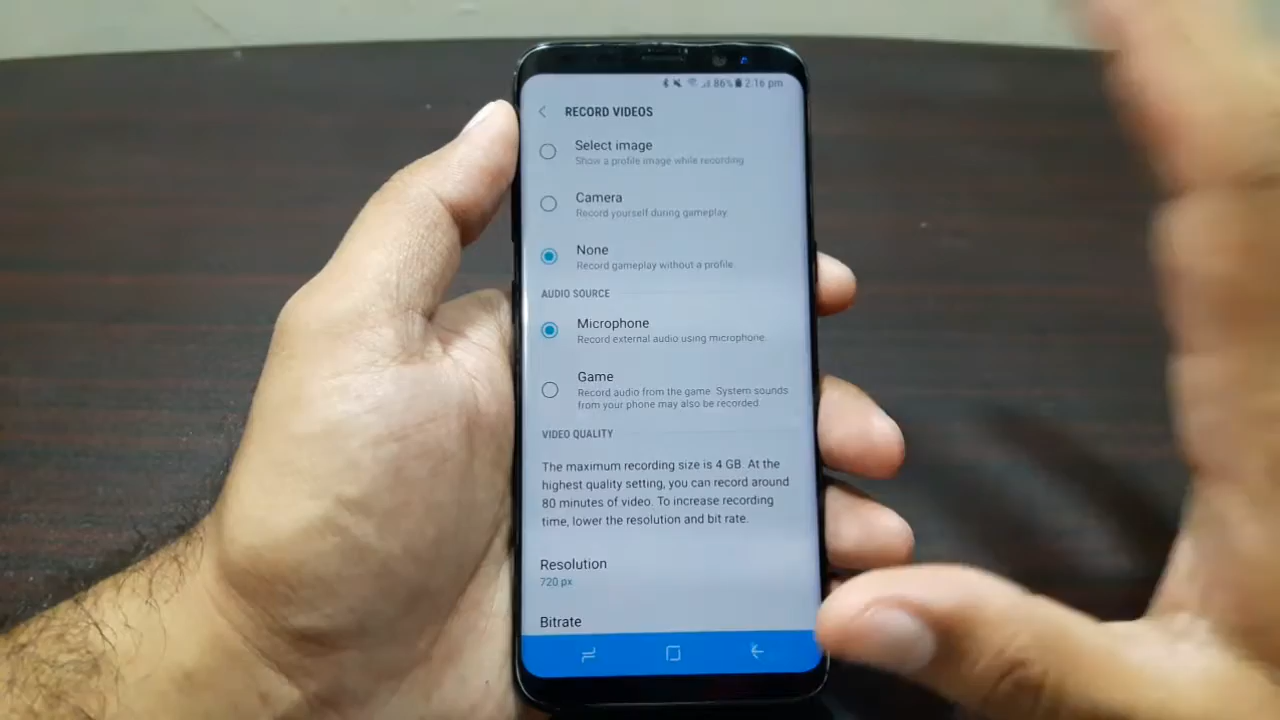 86% 2:16 pm
RECORD VIDEOS
Select image
Show a profile image while recording
Camera
Record yourself during gameplay.
None
Record gameplay without a profile.
AUDIO SOURCE
Microphone
Record external audio using microphone.
Game
Record audio from the game. System sounds
from your phone may also be recorded.
VIDEO QUALITY
The maximum recording size is 4 GB. At the
highest quality setting, you can record around
80 minutes of video. To increase recording
time, lower the resolution and bit rate.
Resolution
720 px
Bitrate